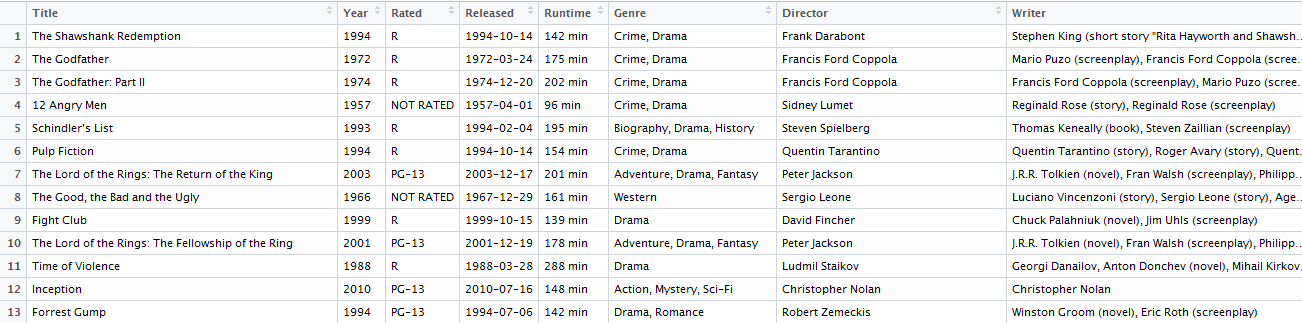 Title Year Rated Released Runtime Genre Director Writer
1 The Shawshank Redemption 1994 R 1994-10-14 142 min Crime, Drama Frank Darabont Stephen King (short story "Rita Hayworth and Shawsh...
2 The Godfather 1972 R 1972-03-24 175 min Crime, Drama Francis Ford Coppola Mario Puzo (screenplay), Francis Ford Coppola (scree...
3 The Godfather: Part II 1974 R 1974-12-20 202 min Crime, Drama Francis Ford Coppola Francis Ford Coppola (screenplay), Mario Puzo (scree...
4 12 Angry Men 1957 NOT RATED 1957-04-01 96 min Crime, Drama Sidney Lumet Reginald Rose (story), Reginald Rose (screenplay)
5 Schindler's List 1993 R 1994-02-04 195 min Biography, Drama, History Steven Spielberg Thomas Keneally (book), Steven Zaillian (screenplay)
6 Pulp Fiction 1994 R 1994-10-14 154 min Crime, Drama Quentin Tarantino Quentin Tarantino (story), Roger Avary (story), Quent...
7 The Lord of the Rings: The Return of the King 2003 PG-13 2003-12-17 201 min Adventure, Drama, Fantasy Peter Jackson J.R.R. Tolkien (novel), Fran Walsh (screenplay), Philipp...
8 The Good, the Bad and the Ugly 1966 NOT RATED 1967-12-29 161 min Western Sergio Leone Luciano Vincenzoni (story), Sergio Leone (story), Age...
9 Fight Club 1999 R 1999-10-15 139 min Drama David Fincher Chuck Palahniuk (novel), Jim Uhls (screenplay)
10 The Lord of the Rings: The Fellowship of the Ring 2001 PG-13 2001-12-19 178 min Adventure, Drama, Fantasy Peter Jackson J.R.R. Tolkien (novel), Fran Walsh (screenplay), Philipp...
11 Time of Violence 1988 R 1988-03-28 288 min Drama Ludmil Staikov Georgi Danailov, Anton Donchev (novel), Mihail Kirkov...
12 Inception 2010 PG-13 2010-07-16 148 min Action, Mystery, Sci-Fi Christopher Nolan Christopher Nolan
13 Forrest Gump 1994 PG-13 1994-07-06 142 min Drama, Romance Robert Zemeckis Winston Groom (novel), Eric Roth (screenplay)